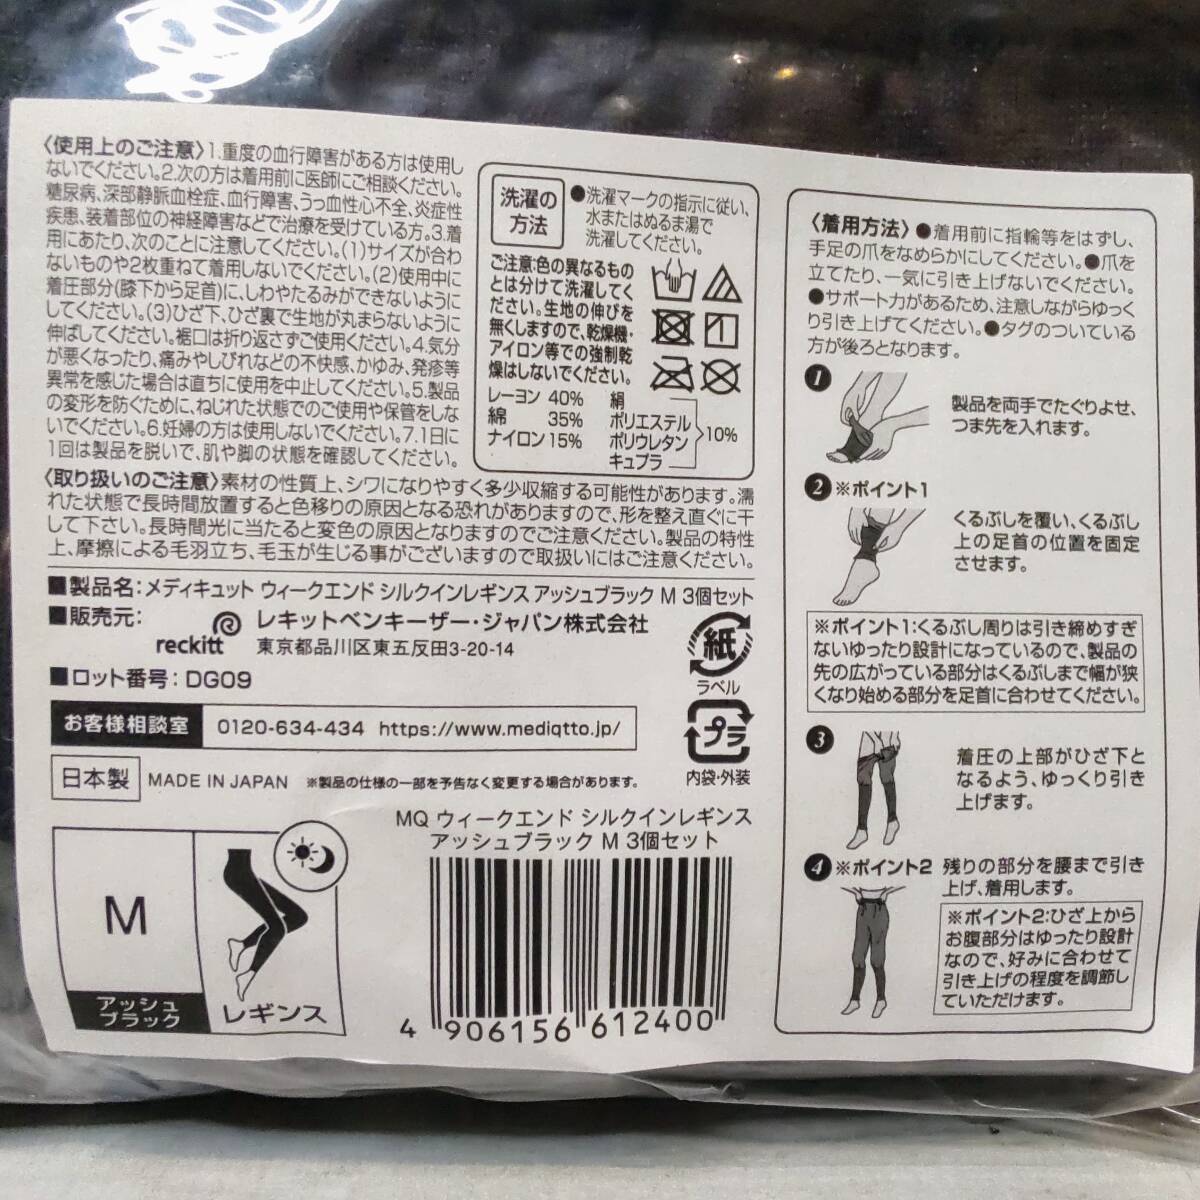 〈使用上のご注意〉1.重度の血行障害がある方は使用し
ないでください。2.次の方は着用前に医師にご相談ください。
糖尿病、深部静脈血栓症、血行障害、うっ血性心不全、炎症性
疾患、装着部位の神経障害などで治療を受けている方。3.着
用にあたり、次のことに注意してください。(1)サイズが合わ
ないものや2枚重ねて着用しないでください。(2)使用中に
着圧部分(膝下から足首)に、しわやたるみができないように
してください。(3)ひざ下、ひざ裏で生地が丸まらないように
伸ばしてください。裾口は折り返さずご使用ください。4.気分
が悪くなったり、痛みやしびれなどの不快感、かゆみ、発疹等
異常を感じた場合は直ちに使用を中止してください。5.製品
の変形を防ぐために、ねじれた状態でのご使用や保管をしな
いでください。6.妊婦の方は使用しないでください。7.1日に
1回は製品を脱いで、肌や脚の状態を確認してください。
〈取り扱いのご注意〉素材の性質上、シワになりやすく多少収縮する可能性があります。濡
れた状態で長時間放置すると色移りの原因となる恐れがありますので、形を整え直ぐに干
して下さい。長時間光に当たると変色の原因となりますのでご注意ください。製品の特性
上、摩擦による毛羽立ち、毛玉が生じる事がございますので取扱いにはご注意ください。
洗濯の
方法
●洗濯マークの指示に従い、
水またはぬるま湯で
洗濯してください。
ご注意:色の異なるもの
とは分けて洗濯してく
ださい。生地の伸びを
無くしますので、乾燥機・
アイロン等での強制乾
燥はしないでください。
レーヨン 40%
綿 35%
ナイロン 15%
絹
ポリエステル
ポリウレタン
キュプラ
10%
■製品名:メディキュット ウィークエンド シルクインレギンス アッシュブラック M 3個セット
■販売元:
reckitt
レキットベンキーザー・ジャパン株式会社
東京都品川区東五反田3-20-14
■ロット番号:DG09
お客様相談室 0120-634-434 https://www.mediqtto.jp/
日本製 MADE IN JAPAN ※製品の仕様の一部を予告なく変更する場合があります。
紙
ラベル
プラ
内袋・外装
M
アッシュ
ブラック
レギンス
MQ ウィークエンド シルクインレギンス
アッシュブラック M 3個セット
4 906156 612400
〈着用方法〉●着用前に指輪等をはずし、
手足の爪をなめらかにしてください。●爪を
立てたり、一気に引き上げないでください。
●サポート力があるため、注意しながらゆっく
り引き上げてください。●タグのついている
方が後ろとなります。
1
製品を両手でたぐりよせ、
つま先を入れます。
2 ※ポイント1
くるぶしを覆い、くるぶし
上の足首の位置を固定
させます。
※ポイント1:くるぶし周りは引き締めすぎ
ないゆったり設計になっているので、製品の
先の広がっている部分はくるぶしまで幅が狭
くなり始める部分を足首に合わせてください。
3
着圧の上部がひざ下と
なるよう、ゆっくり引き
上げます。
4 ※ポイント2 残りの部分を腰まで引き
上げ、着用します。
※ポイント2:ひざ上から
お腹部分はゆったり設計
なので、好みに合わせて
引き上げの程度を調節し
ていただけます。